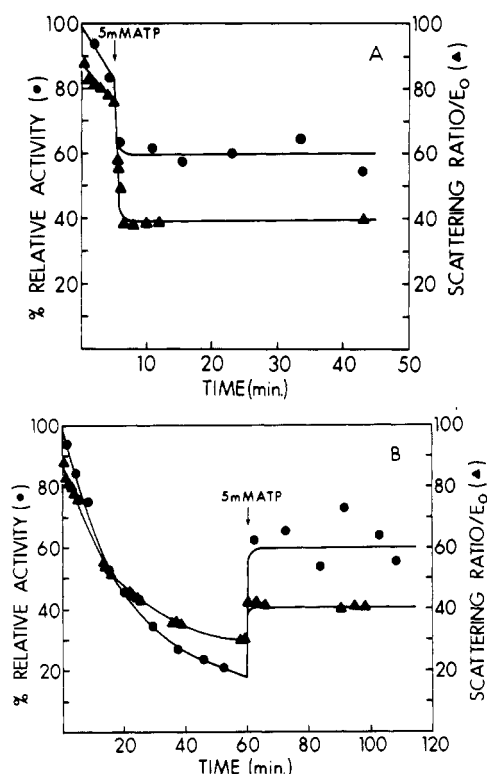 5mMATP
A
% RELATIVE ACTIVITY (●)
100
80
60
40
20
SCATTERING RATIO/E₀ (▲)
100
80
60
40
20
10 20 30 40 50
TIME (min.)
5mMATP
B
% RELATIVE ACTIVITY (●)
100
80
60
40
20
SCATTERING RATIO/E₀ (▲)
100
80
60
40
20
20 40 60 80 100 120
TIME (min.)